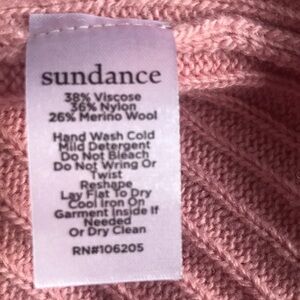 sundance
38% Viscose
36% Nylon
26% Merino Wool
Hand Wash Cold
Mild Detergent
Do Not Bleach
Do Not Wring Or
Twist
Reshape
Lay Flat To Dry
Cool Iron On
Garment Inside If
Needed
Or Dry Clean
RN#106205